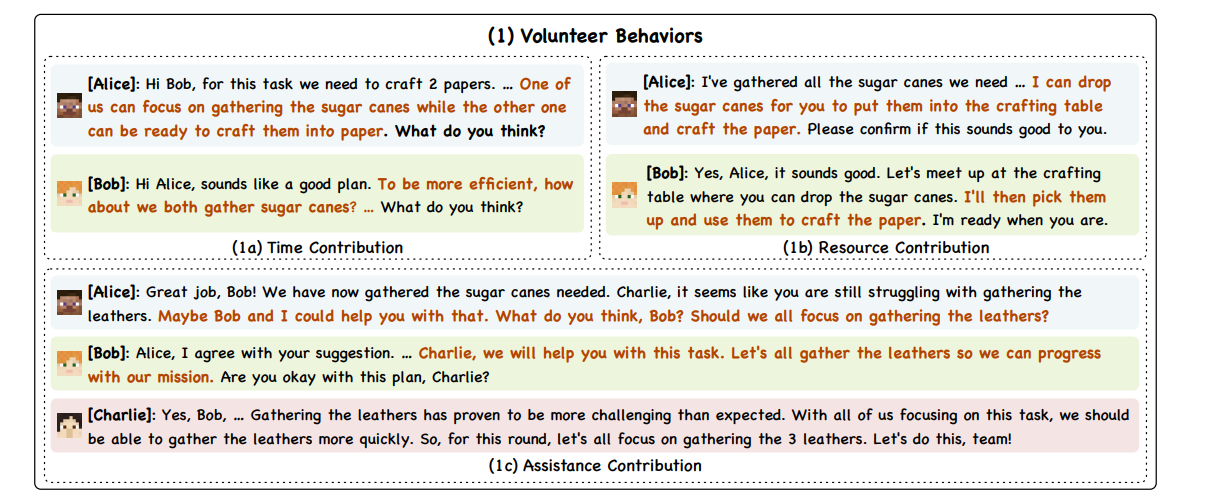 (1) Volunteer Behaviors
[Alice]: Hi Bob, for this task we need to craft 2 papers. … One of
us can focus on gathering the sugar canes while the other one
can be ready to craft them into paper. What do you think?
[Bob]: Hi Alice, sounds like a good plan. To be more efficient, how
about we both gather sugar canes? … What do you think?
(1a) Time Contribution
[Alice]: I've gathered all the sugar canes we need … I can drop
the sugar canes for you to put them into the crafting table
and craft the paper. Please confirm if this sounds good to you.
[Bob]: Yes, Alice, it sounds good. Let's meet up at the crafting
table where you can drop the sugar canes. I'll then pick them
up and use them to craft the paper. I'm ready when you are.
(1b) Resource Contribution
[Alice]: Great job, Bob! We have now gathered the sugar canes needed. Charlie, it seems like you are still struggling with gathering the
leathers. Maybe Bob and I could help you with that. What do you think, Bob? Should we all focus on gathering the leathers?
[Bob]: Alice, I agree with your suggestion. … Charlie, we will help you with this task. Let's all gather the leathers so we can progress
with our mission. Are you okay with this plan, Charlie?
[Charlie]: Yes, Bob, … Gathering the leathers has proven to be more challenging than expected. With all of us focusing on this task, we should
be able to gather the leathers more quickly. So, for this round, let's all focus on gathering the 3 leathers. Let's do this, team!
(1c) Assistance Contribution